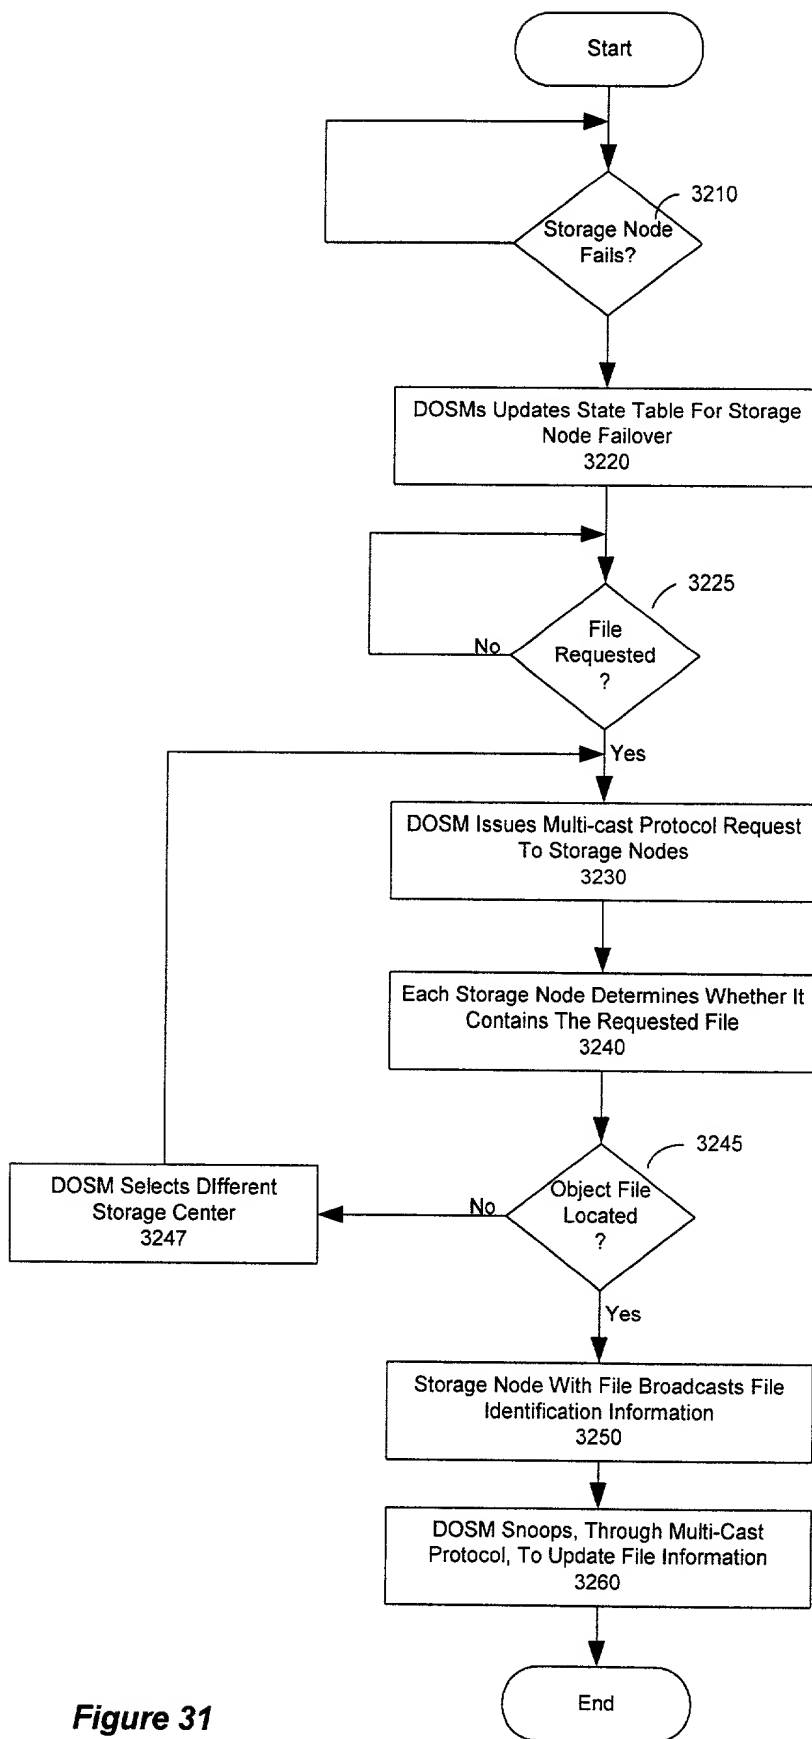 Start
3210
Storage Node
Fails?
DOSMs Updates State Table For Storage
Node Failover
3220
3225
File
Requested
?
No
Yes
DOSM Issues Multi-cast Protocol Request
To Storage Nodes
3230
Each Storage Node Determines Whether It
Contains The Requested File
3240
3245
Object File
Located
?
No
DOSM Selects DIfferent
Storage Center
3247
Yes
Storage Node With File Broadcasts File
Identification Information
3250
DOSM Snoops, Through Multi-Cast
Protocol, To Update File Information
3260
End
Figure 31